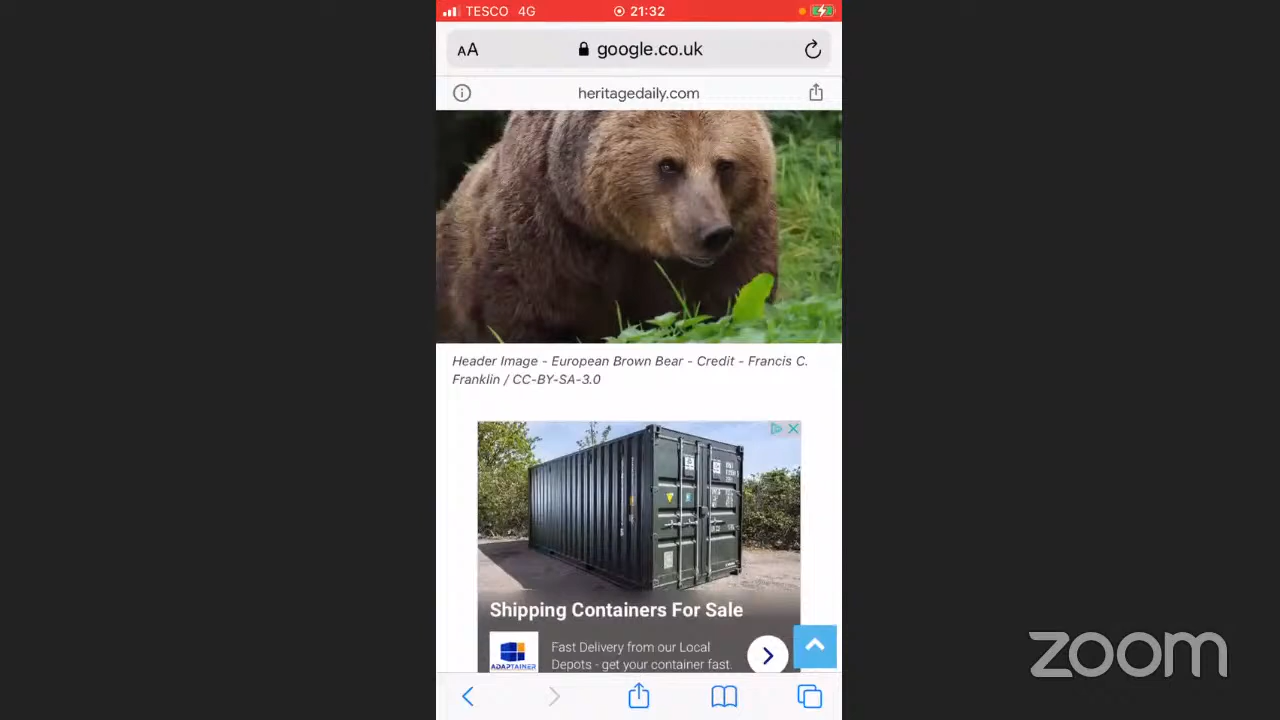 TESCO 4G
21:32
AA
google.co.uk
heritagedaily.com
Header Image - European Brown Bear - Credit - Francis C.
Franklin / CC-BY-SA-3.0
Shipping Containers For Sale
Fast Delivery from our Local
Depots - get your container fast.
ADAPTAINER
zoom